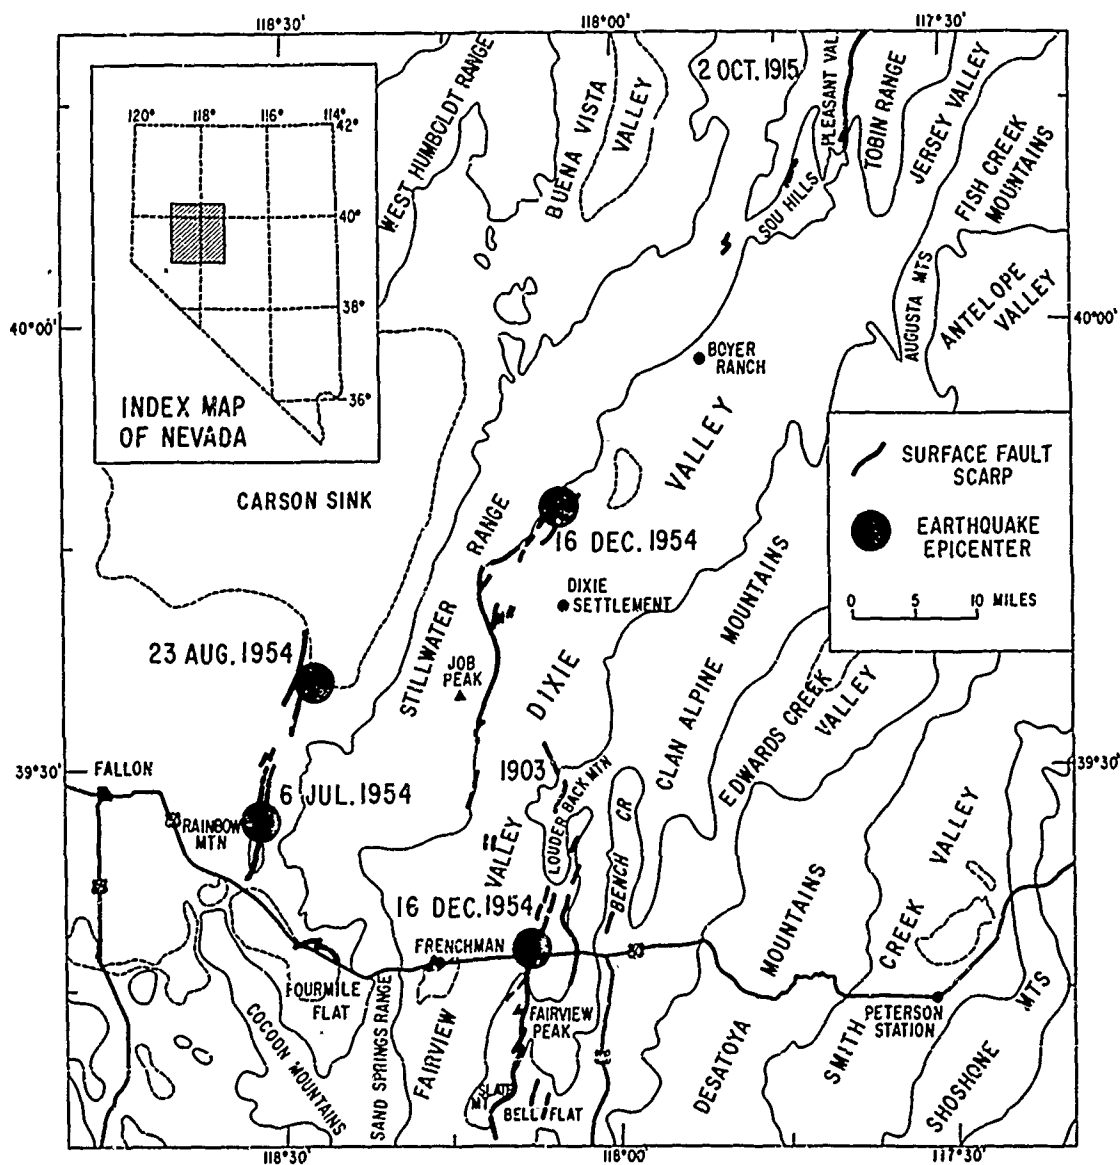 118°30'
118°00'
117°30'
120°
118°
116°
114°
42°
40°
38°
36°
INDEX MAP
OF NEVADA
WEST HUMBOLDT RANGE
BUENA VISTA
VALLEY
2 OCT. 1915
PLEASANT VAL.
TOBIN RANGE
JERSEY VALLEY
FISH CREEK
MOUNTAINS
SOU HILLS
AUGUSTA MTS
ANTELOPE
VALLEY
40°00'
40°00'
BOYER
RANCH
CARSON SINK
STILLWATER
RANGE
DIXIE
VALLEY
SURFACE FAULT
SCARP
EARTHQUAKE
EPICENTER
0 5 10 MILES
16 DEC. 1954
DIXIE
SETTLEMENT
23 AUG. 1954
JOB
PEAK
CLAN ALPINE MOUNTAINS
EDWARDS CREEK
VALLEY
39°30'
39°30'
FALLON
6 JUL. 1954
RAINBOW
MTN
1903
LOUDER BACK MTN
BENCH CR
16 DEC. 1954
FRENCHMAN
FAIRVIEW
VALLEY
FOURMILE
FLAT
COCOON MOUNTAINS
SAND SPRINGS RANGE
FAIRVIEW
PEAK
SLATE
MT
BELL FLAT
DESATOYA
MOUNTAINS
SMITH
CREEK
VALLEY
PETERSON
STATION
SHOSHONE
MTS
118°30'
118°00'
117°30'